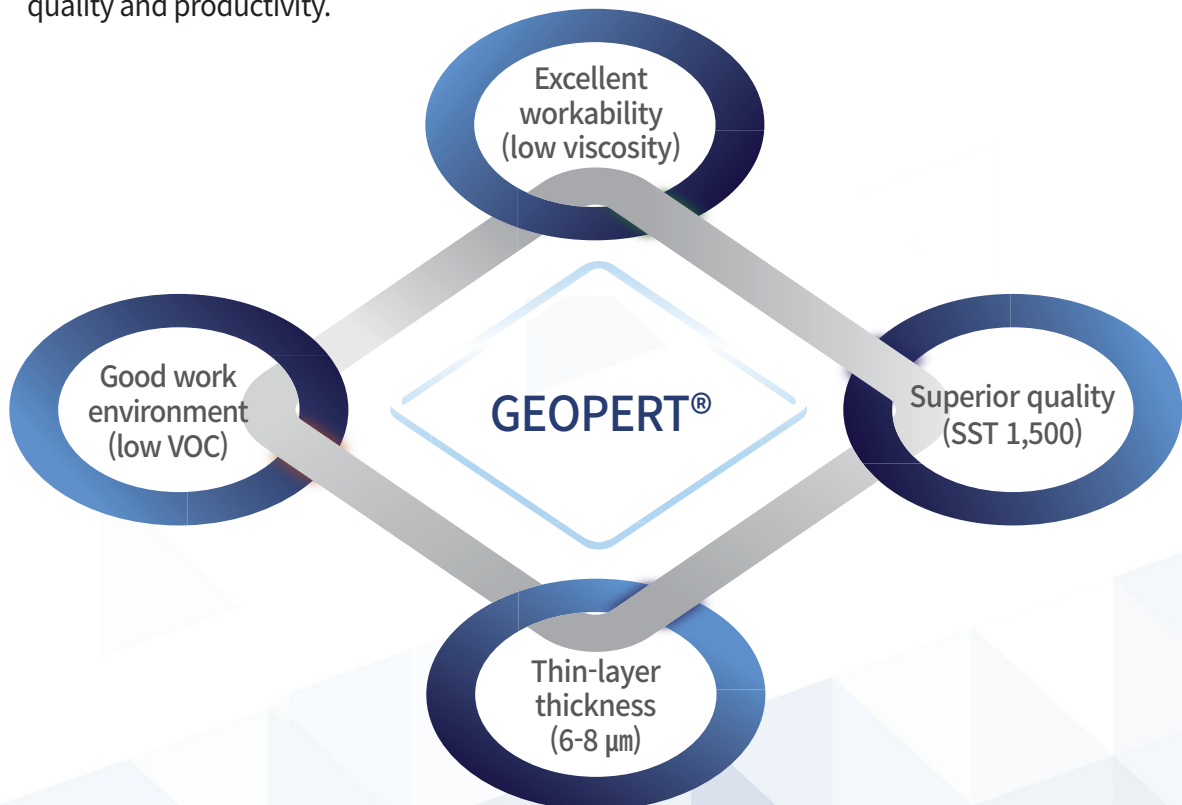 quality and productivity.
Excellent
workability
(low viscosity)
Good work
environment
(low VOC)
GEOPERT®
Superior quality
(SST 1,500)
Thin-layer
thickness
(6-8 ㎛)